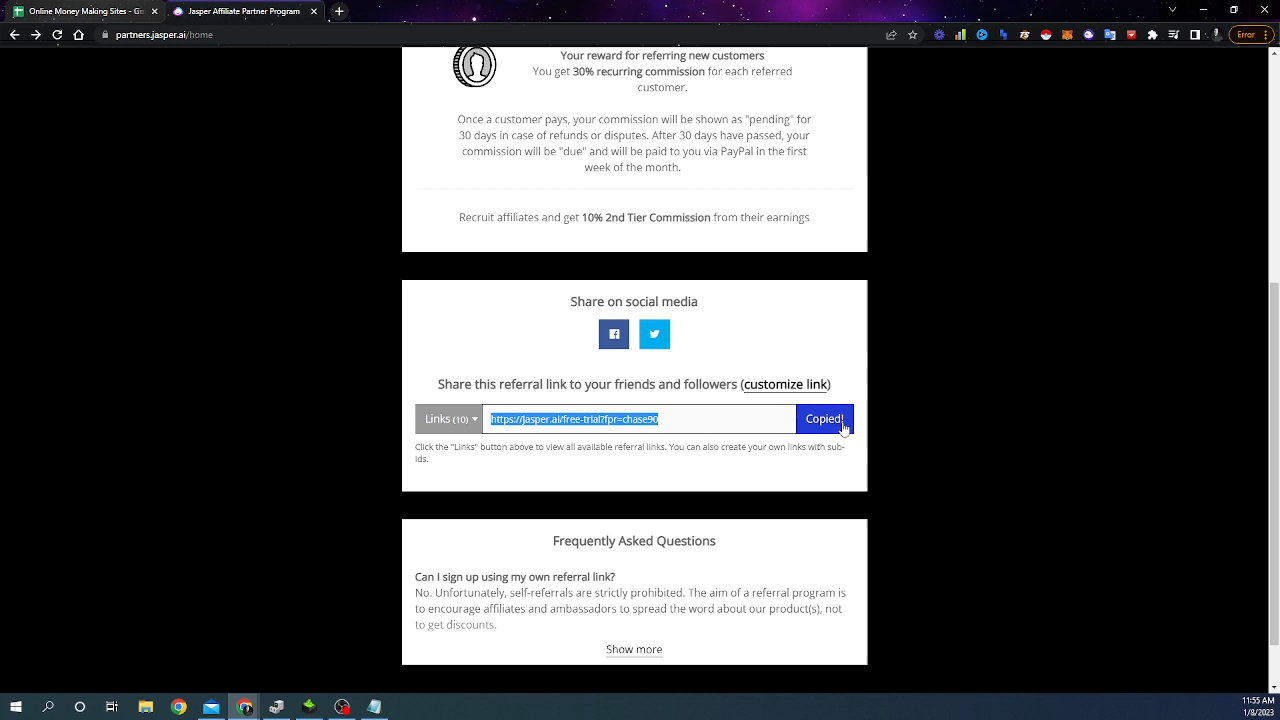 Online Money Making Sites - Go
Jasper Affiliate Partner Program
partners.jasper.ai/home
Error
Your reward for referring new customers
You get 30% recurring commission for each referred
customer.
Once a customer pays, your commission will be shown as "pending" for
30 days in case of refunds or disputes. After 30 days have passed, your
commission will be "due" and will be paid to you via PayPal in the first
week of the month.
Recruit affiliates and get 10% 2nd Tier Commission from their earnings
Share on social media
Share this referral link to your friends and followers (customize link)
Links (10)
https://jasper.ai/free-trial?fpr=chase90
Copied!
Click the "Links" button above to view all available referral links. You can also create your own links with sub-
ids.
Frequently Asked Questions
Can I sign up using my own referral link?
No. Unfortunately, self-referrals are strictly prohibited. The aim of a referral program is
to encourage affiliates and ambassadors to spread the word about our product(s), not
to get discounts.
Show more
11:55 AM
1/8/2023